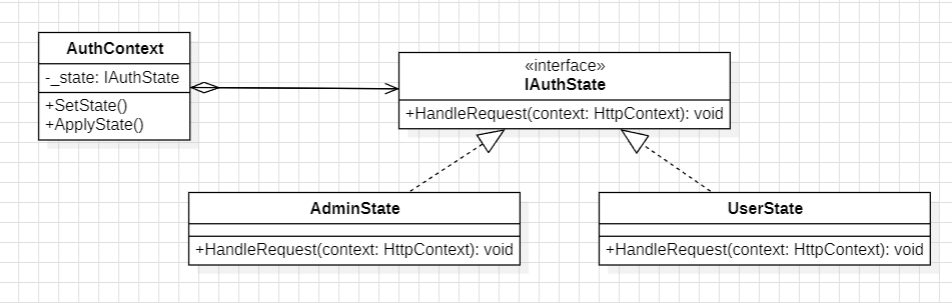 AuthContext
-_state: IAuthState
+SetState()
+ApplyState()
«interface»
IAuthState
+HandleRequest(context: HttpContext): void
AdminState
+HandleRequest(context: HttpContext): void
UserState
+HandleRequest(context: HttpContext): void